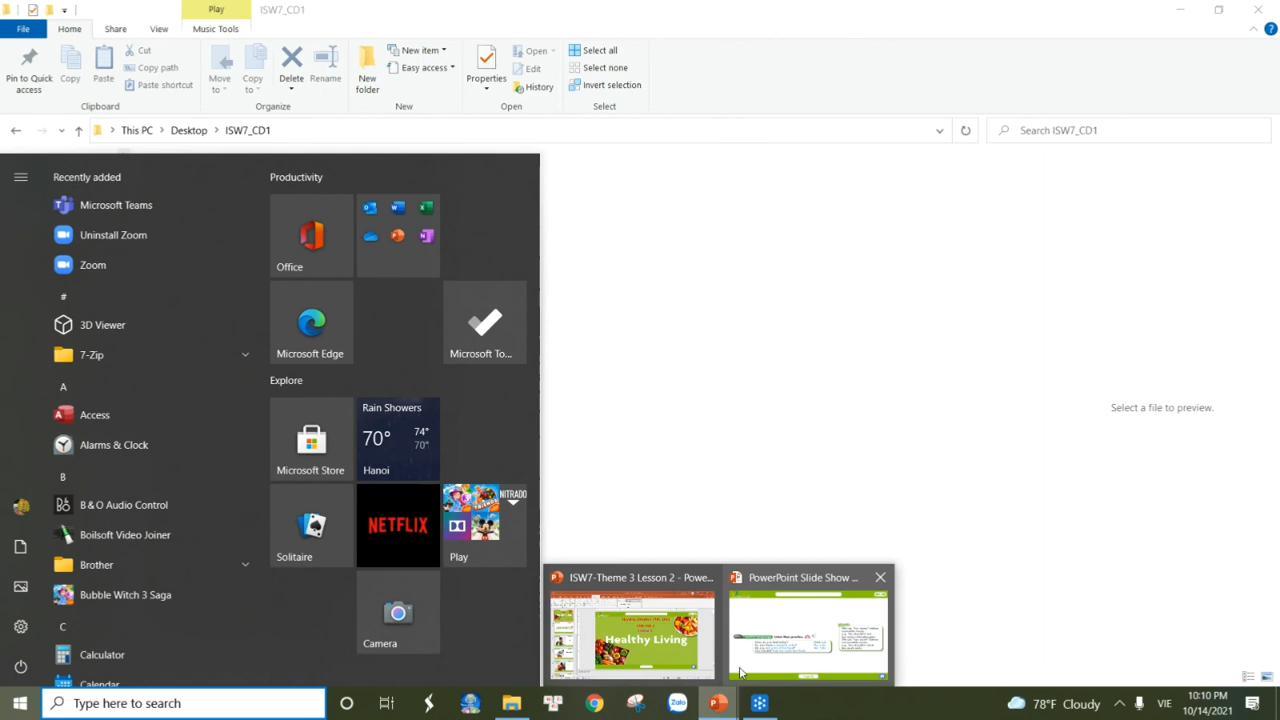 Play
ISW7_CD1
File
Home
Share
View
Music Tools
Pin to Quick
access
Copy
Paste
Cut
Copy path
Paste shortcut
Clipboard
Move
to
Copy
to
Delete
Rename
Organize
New
folder
New item
Easy access
New
Properties
Open
Edit
History
Open
Select all
Select none
Invert selection
Select
This PC
Desktop
ISW7_CD1
Search ISW7_CD1
Select a file to preview.
Recently added
Microsoft Teams
Uninstall Zoom
Zoom
#
3D Viewer
7-Zip
A
Access
Alarms & Clock
B
B & O Audio Control
Boilsoft Video Joiner
Brother
Bubble Witch 3 Saga
C
Calculator
Calendar
Productivity
Office
Microsoft Edge
Microsoft To...
Explore
Microsoft Store
Rain Showers
70°
74°
70°
Hanoi
Solitaire
NETFLIX
NITRADO
Play
Camera
ISW7-Theme 3 Lesson 2 - Powe...
PowerPoint Slide Show ...
Healthy Living
Type here to search
Zalo
78°F Cloudy
VIE
10:10 PM
10/14/2021